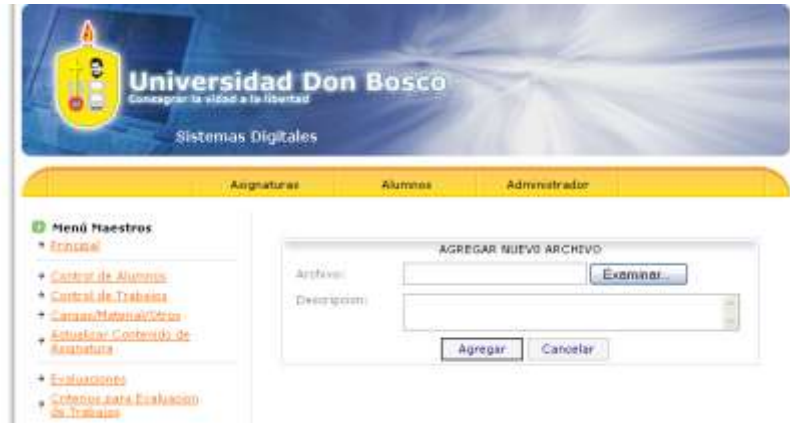 Universidad Don Bosco
Consagrar la vidad a la libertad
Sistemas Digitales
Asignaturas Alumnos Administrador
Menú Maestros
Principal
Control de Alumnos
Control de Trabajos
Cargas/Material/Otros
Actualizar Contenido de
Asignatura
Evaluaciones
Criterios para Evaluacion
de Trabajos
AGREGAR NUEVO ARCHIVO
Archivo:
Examinar...
Descripcion:
Agregar Cancelar